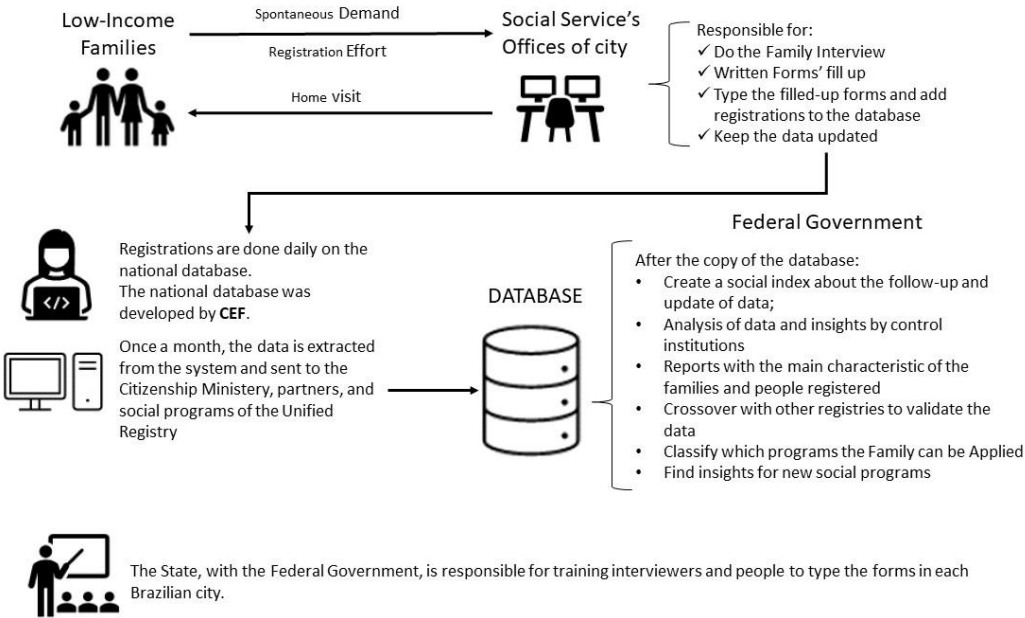 Low-Income
Families
Spontaneous Demand
Registration Effort
Home visit
Social Service's
Offices of city
Responsible for:
✓ Do the Family Interview
✓ Written Forms' fill up
✓ Type the filled-up forms and add
registrations to the database
✓ Keep the data updated
</>
Registrations are done daily on the
national database.
The national database was
developed by CEF.
Once a month, the data is extracted
from the system and sent to the
Citizenship Ministery, partners, and
social programs of the Unified
Registry
DATABASE
Federal Government
After the copy of the database:
• Create a social index about the follow-up and
update of data;
• Analysis of data and insights by control
institutions
• Reports with the main characteristic of the
families and people registered
• Crossover with other registries to validate the
data
• Classify which programs the Family can be Applied
• Find insights for new social programs
The State, with the Federal Government, is responsible for training interviewers and people to type the forms in each
Brazilian city.